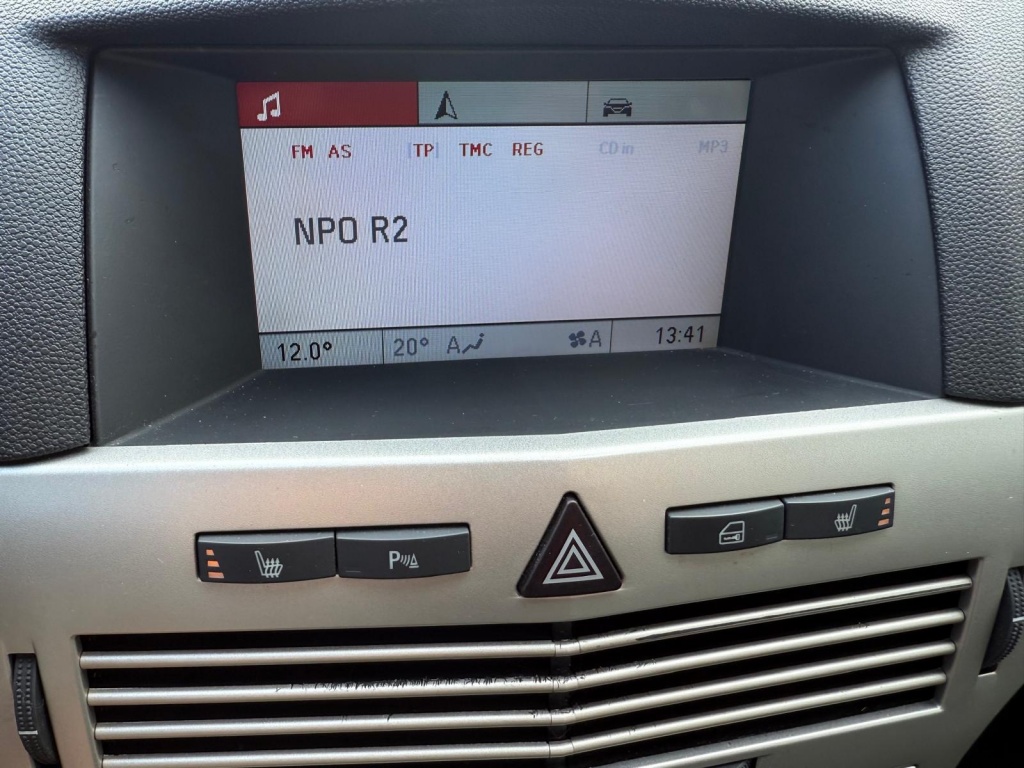 FM AS TP TMC REG CD in MP3
NPO R2
12.0° 20° A A 13:41
P